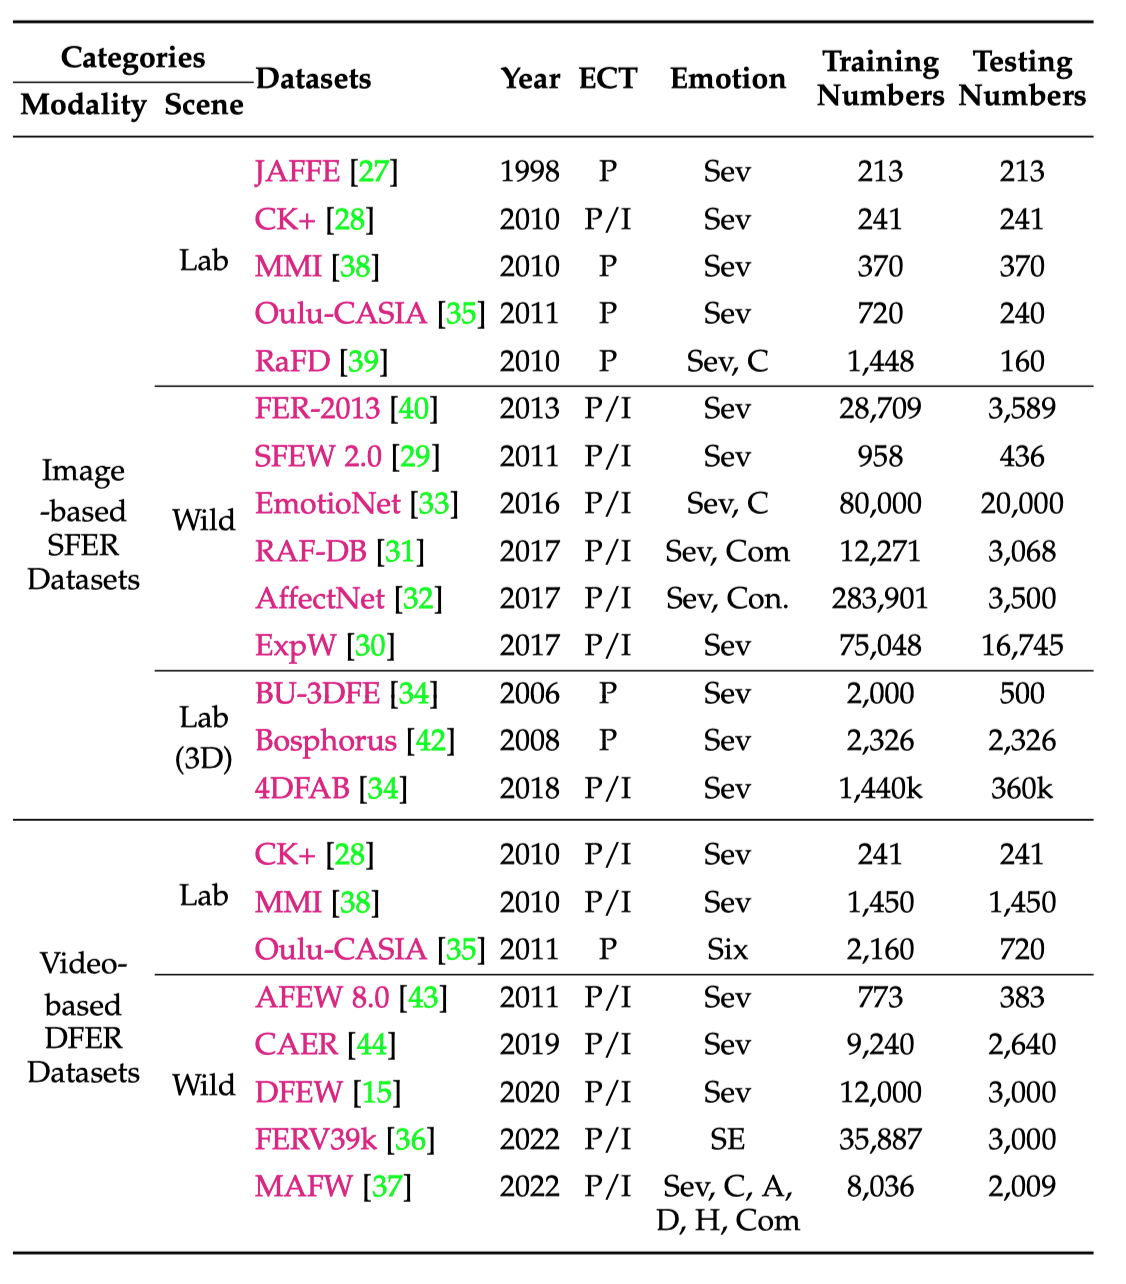 Categories Datasets Year ECT Emotion Training Numbers Testing Numbers
Modality Scene
Image
-based
SFER
Datasets
Lab
JAFFE [27] 1998 P Sev 213 213
CK+ [28] 2010 P/I Sev 241 241
MMI [38] 2010 P Sev 370 370
Oulu-CASIA [35] 2011 P Sev 720 240
RaFD [39] 2010 P Sev, C 1,448 160
Wild
FER-2013 [40] 2013 P/I Sev 28,709 3,589
SFEW 2.0 [29] 2011 P/I Sev 958 436
EmotioNet [33] 2016 P/I Sev, C 80,000 20,000
RAF-DB [31] 2017 P/I Sev, Com 12,271 3,068
AffectNet [32] 2017 P/I Sev, Con. 283,901 3,500
ExpW [30] 2017 P/I Sev 75,048 16,745
Lab
(3D)
BU-3DFE [34] 2006 P Sev 2,000 500
Bosphorus [42] 2008 P Sev 2,326 2,326
4DFAB [34] 2018 P/I Sev 1,440k 360k
Video-
based
DFER
Datasets
Lab
CK+ [28] 2010 P/I Sev 241 241
MMI [38] 2010 P/I Sev 1,450 1,450
Oulu-CASIA [35] 2011 P Six 2,160 720
Wild
AFEW 8.0 [43] 2011 P/I Sev 773 383
CAER [44] 2019 P/I Sev 9,240 2,640
DFEW [15] 2020 P/I Sev 12,000 3,000
FERV39k [36] 2022 P/I SE 35,887 3,000
MAFW [37] 2022 P/I Sev, C, A, 8,036 2,009
D, H, Com